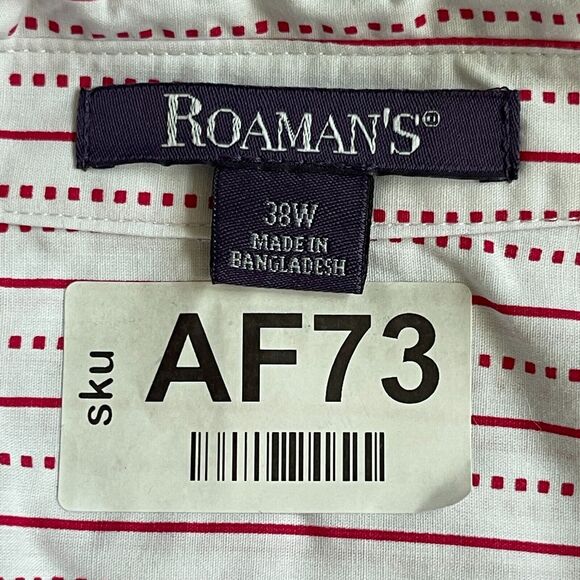 ROAMAN'S®
38W
MADE IN
BANGLADESH
sku
AF73